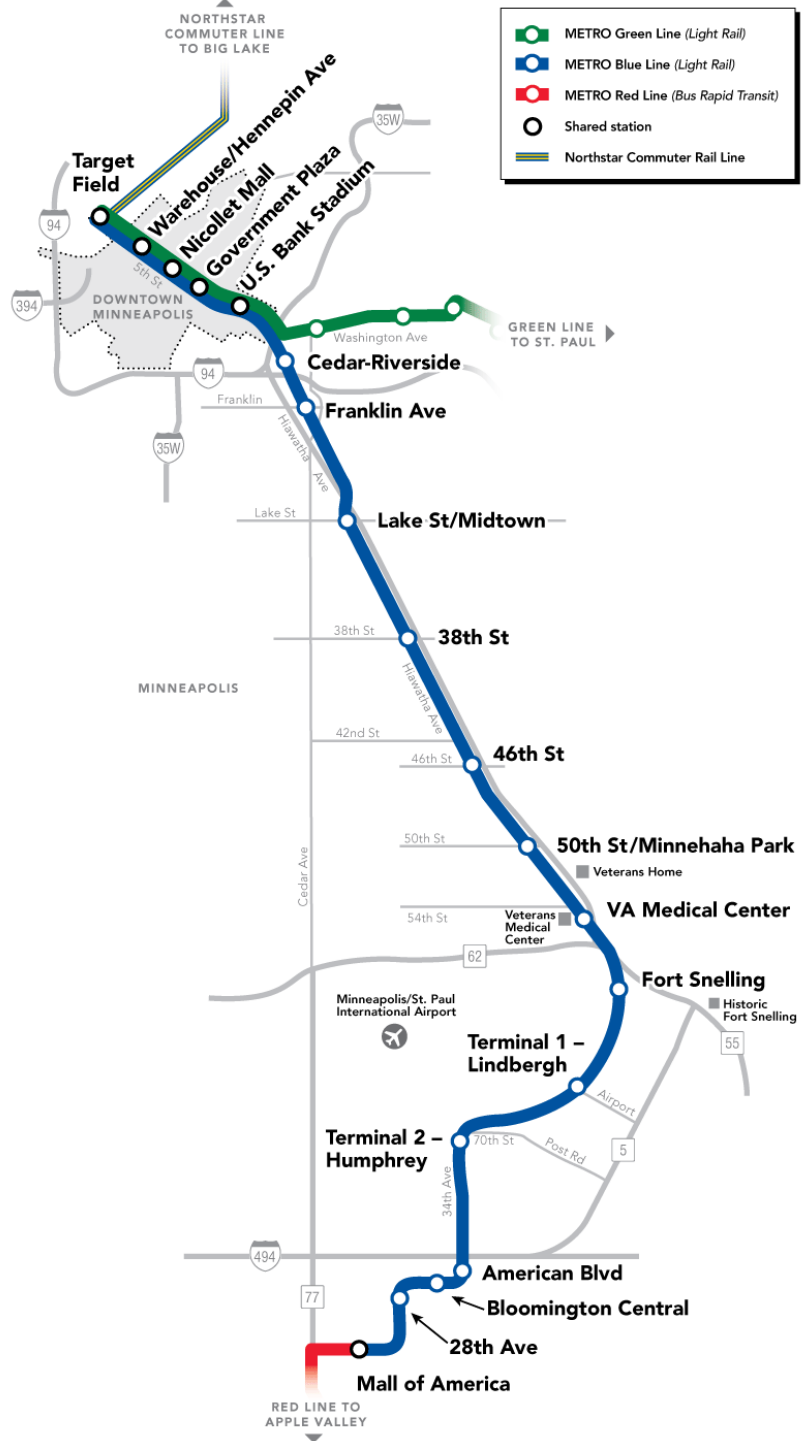 NORTHSTAR
COMMUTER LINE
TO BIG LAKE
METRO Green Line (Light Rail)
METRO Blue Line (Light Rail)
METRO Red Line (Bus Rapid Transit)
Shared station
Northstar Commuter Rail Line
35W
Target
Field
Warehouse/Hennepin Ave
Nicollet Mall
Government Plaza
U.S. Bank Stadium
94
5th St
394
DOWNTOWN
MINNEAPOLIS
Washington Ave
GREEN LINE
TO ST. PAUL
Cedar-Riverside
94
Franklin
Franklin Ave
35W
Hiawatha Ave
Lake St
Lake St/Midtown
38th St
38th St
Hiawatha Ave
MINNEAPOLIS
42nd St
46th St
46th St
50th St
50th St/Minnehaha Park
Cedar Ave
Veterans Home
54th St
Veterans
Medical
Center
VA Medical Center
62
Fort Snelling
Minneapolis/St. Paul
International Airport
Historic
Fort Snelling
55
Terminal 1 –
Lindbergh
Airport
Terminal 2 –
Humphrey
70th St
Post Rd
5
34th Ave
494
American Blvd
77
Bloomington Central
28th Ave
Mall of America
RED LINE TO
APPLE VALLEY